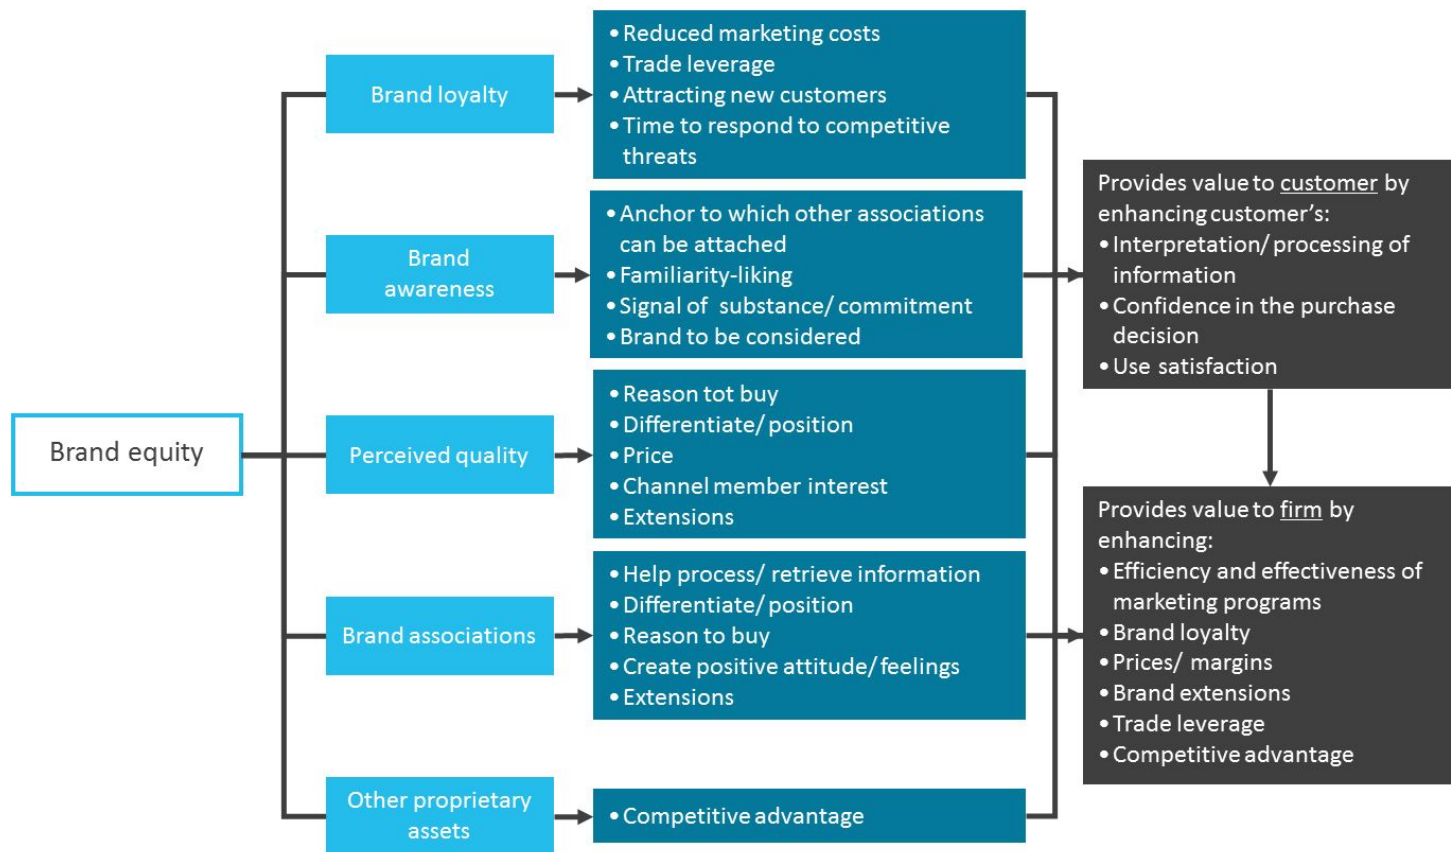 Brand equity
Brand loyalty
• Reduced marketing costs
• Trade leverage
• Attracting new customers
• Time to respond to competitive
threats
Brand
awareness
• Anchor to which other associations
can be attached
• Familiarity-liking
• Signal of substance/ commitment
• Brand to be considered
Perceived quality
• Reason tot buy
• Differentiate/ position
• Price
• Channel member interest
• Extensions
Brand associations
• Help process/ retrieve information
• Differentiate/ position
• Reason to buy
• Create positive attitude/ feelings
• Extensions
Other proprietary
assets
• Competitive advantage
Provides value to customer by
enhancing customer's:
• Interpretation/ processing of
information
• Confidence in the purchase
decision
• Use satisfaction
Provides value to firm by
enhancing:
• Efficiency and effectiveness of
marketing programs
• Brand loyalty
• Prices/ margins
• Brand extensions
• Trade leverage
• Competitive advantage